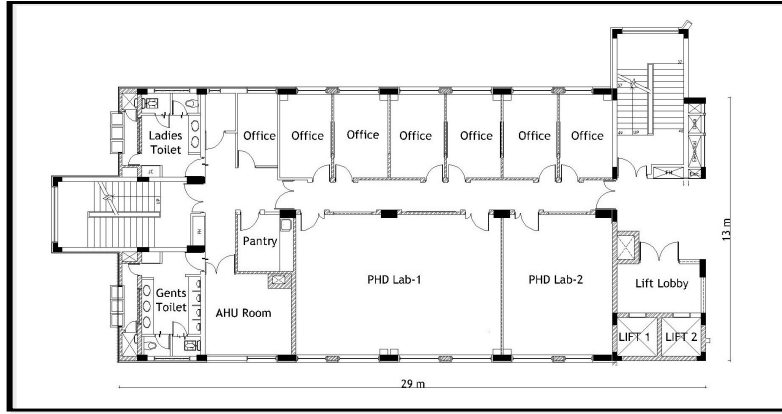 Ladies
Toilet
Office
Office
Office
Office
Office
Office
Office
Pantry
PHD Lab-1
PHD Lab-2
Gents
Toilet
AHU Room
Lift Lobby
LIFT 1
LIFT 2
13 m
29 m